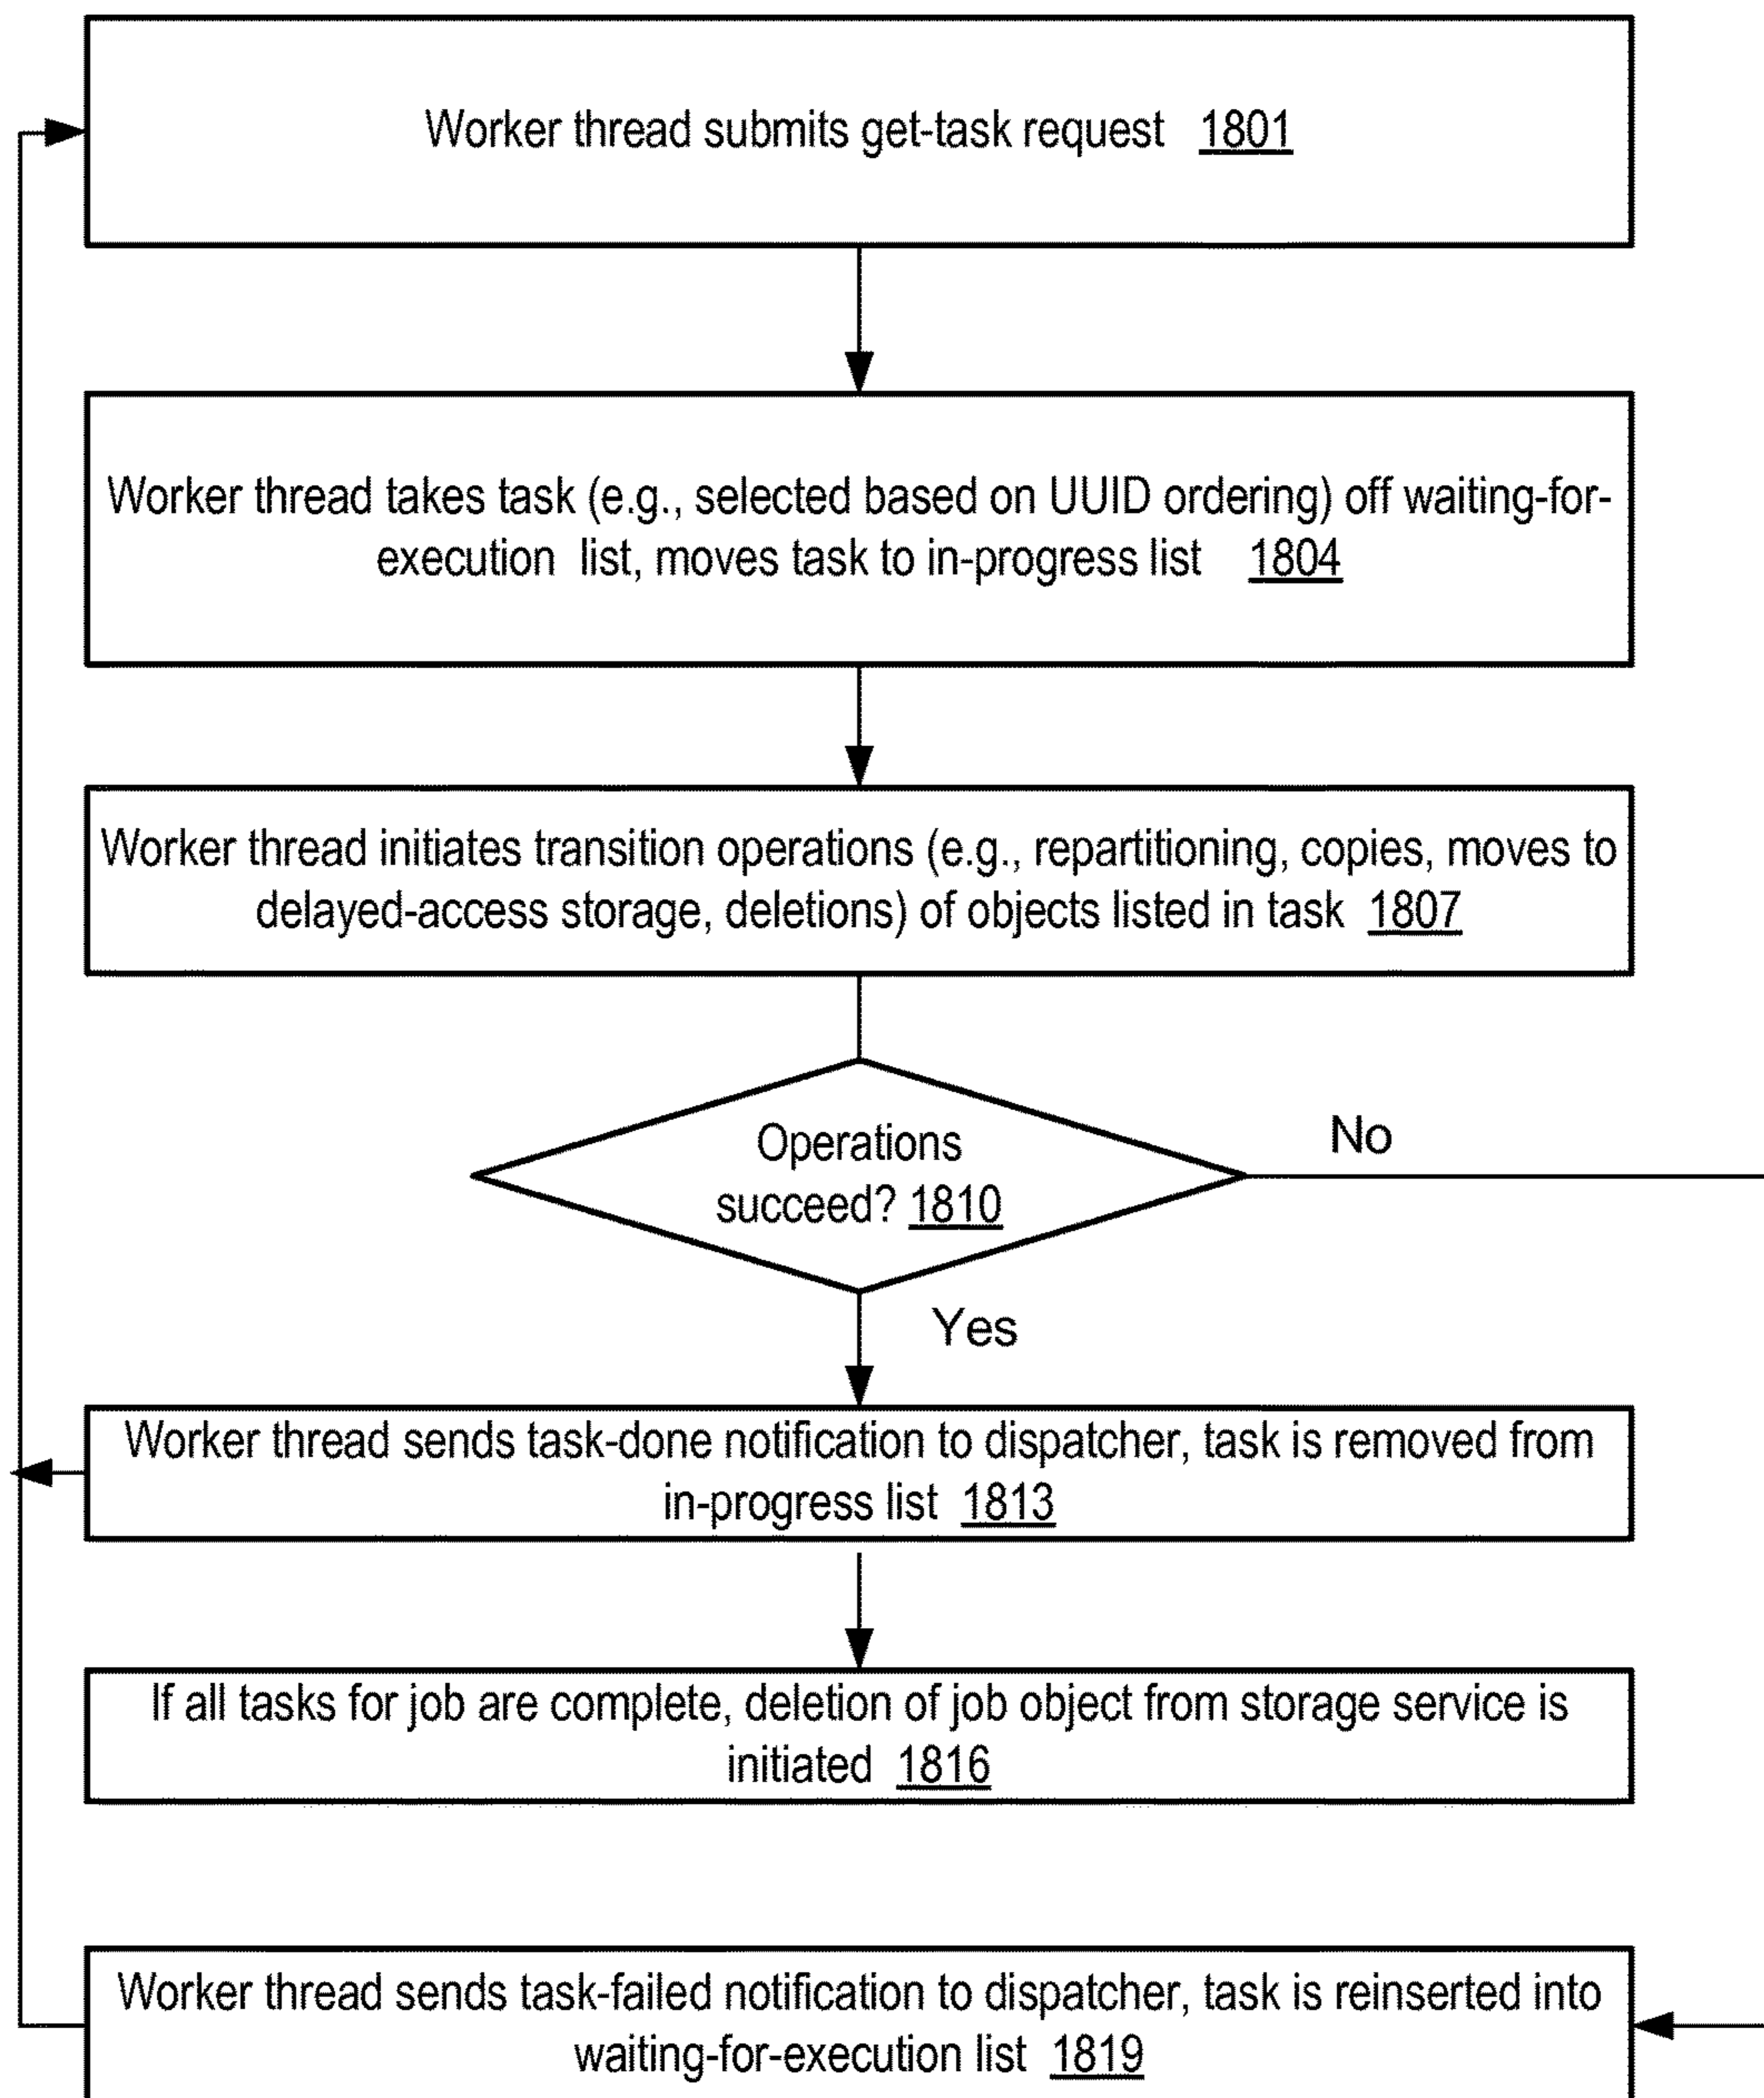 Worker thread submits get-task request 1801
Worker thread takes task (e.g., selected based on UUID ordering) off waiting-for-
execution list, moves task to in-progress list 1804
Worker thread initiates transition operations (e.g., repartitioning, copies, moves to
delayed-access storage, deletions) of objects listed in task 1807
Operations
succeed? 1810
No
Yes
Worker thread sends task-done notification to dispatcher, task is removed from
in-progress list 1813
If all tasks for job are complete, deletion of job object from storage service is
initiated 1816
Worker thread sends task-failed notification to dispatcher, task is reinserted into
waiting-for-execution list 1819